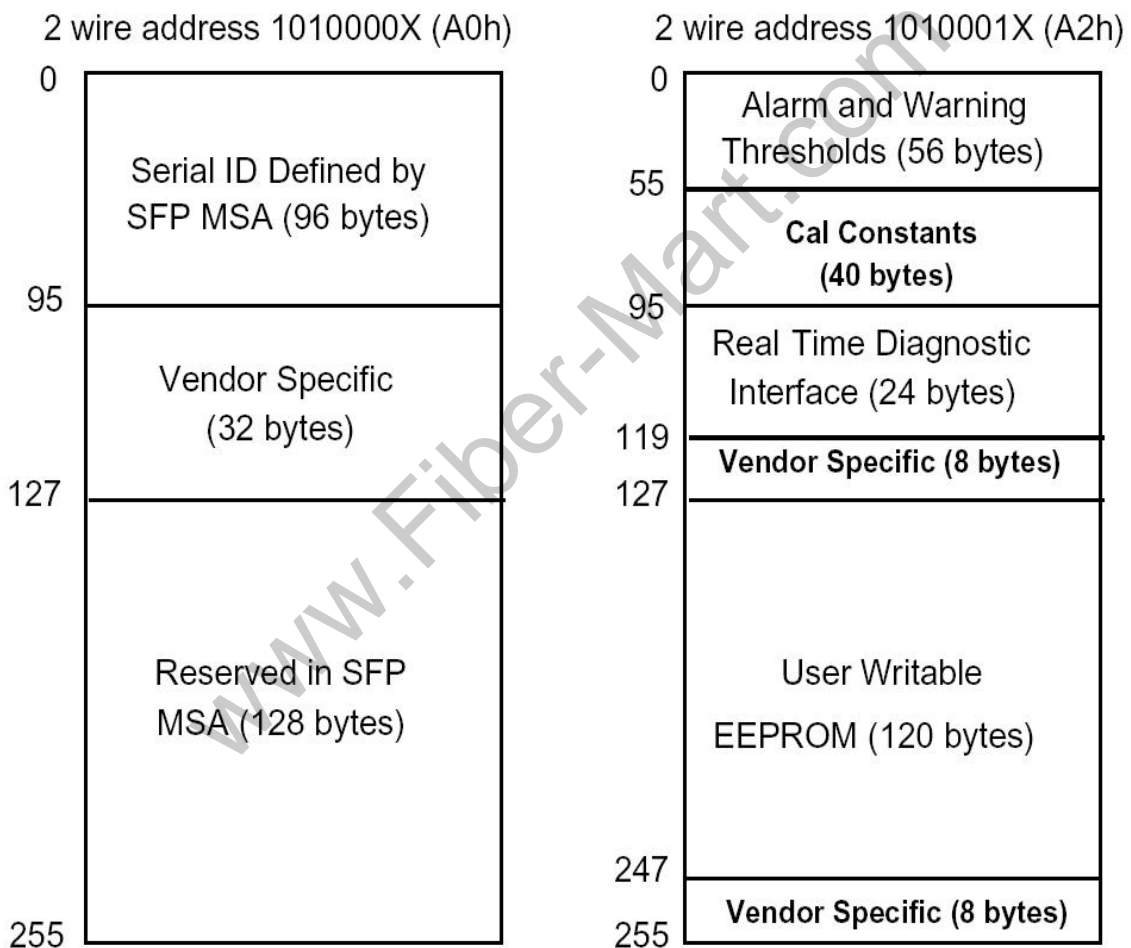 2 wire address 1010000X (A0h)
0
Serial ID Defined by
SFP MSA (96 bytes)
95
Vendor Specific
(32 bytes)
127
Reserved in SFP
MSA (128 bytes)
255
2 wire address 1010001X (A2h)
0
Alarm and Warning
Thresholds (56 bytes)
55
Cal Constants
(40 bytes)
95
Real Time Diagnostic
Interface (24 bytes)
119
Vendor Specific (8 bytes)
127
User Writable
EEPROM (120 bytes)
247
Vendor Specific (8 bytes)
255
www.Fiber-Mart.com